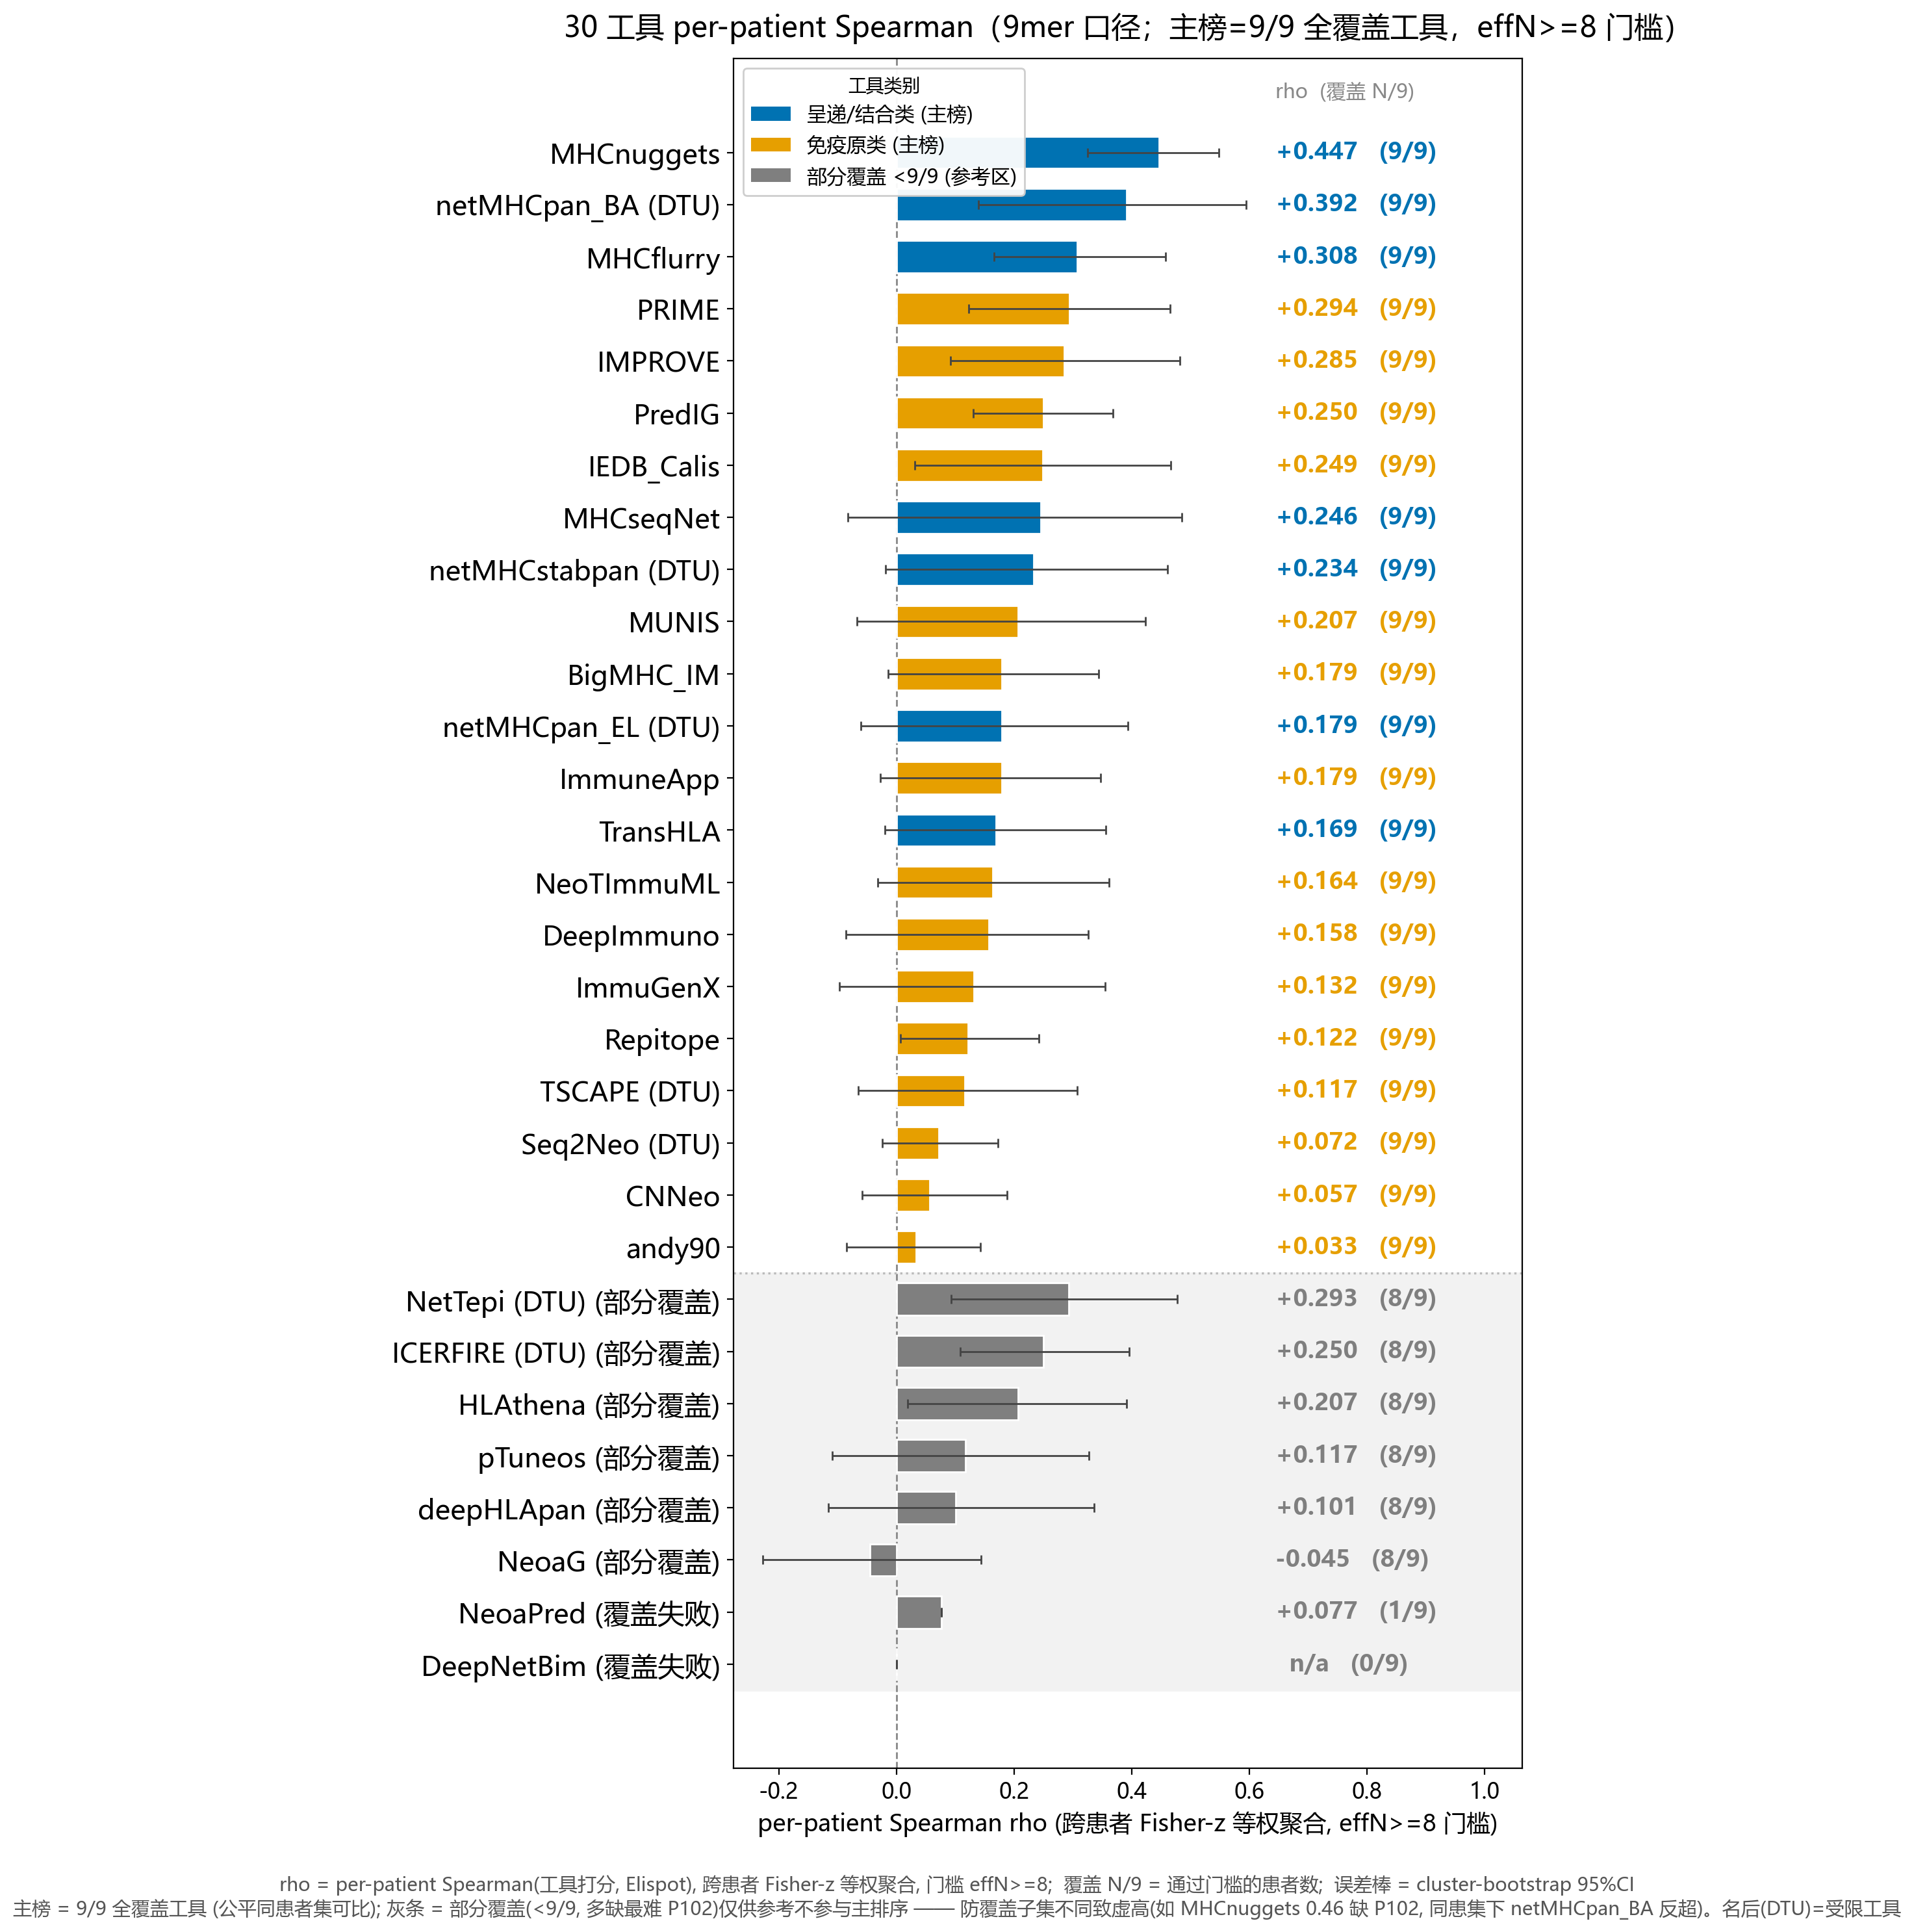 30 工具 per-patient Spearman（9mer 口径；主榜=9/9 全覆盖工具，effN>=8 门槛）
工具类别
呈递/结合类 (主榜)
免疫原类 (主榜)
部分覆盖 <9/9 (参考区)
rho（覆盖 N/9）
MHCnuggets +0.447 (9/9)
netMHCpan_BA (DTU) +0.392 (9/9)
MHCflurry +0.308 (9/9)
PRIME +0.294 (9/9)
IMPROVE +0.285 (9/9)
PredIG +0.250 (9/9)
IEDB_Calis +0.249 (9/9)
MHCseqNet +0.246 (9/9)
netMHCstabpan (DTU) +0.234 (9/9)
MUNIS +0.207 (9/9)
BigMHC_IM +0.179 (9/9)
netMHCpan_EL (DTU) +0.179 (9/9)
ImmuneApp +0.179 (9/9)
TransHLA +0.169 (9/9)
NeoTImmuML +0.164 (9/9)
DeepImmuno +0.158 (9/9)
ImmuGenX +0.132 (9/9)
Repitope +0.122 (9/9)
TSCAPE (DTU) +0.117 (9/9)
Seq2Neo (DTU) +0.072 (9/9)
CNNeo +0.057 (9/9)
andy90 +0.033 (9/9)
NetTepi (DTU) (部分覆盖) +0.293 (8/9)
ICERFIRE (DTU) (部分覆盖) +0.250 (8/9)
HLAthena (部分覆盖) +0.207 (8/9)
pTuneos (部分覆盖) +0.117 (8/9)
deepHLApan (部分覆盖) +0.101 (8/9)
NeoaG (部分覆盖) -0.045 (8/9)
NeoaPred (覆盖失败) +0.077 (1/9)
DeepNetBim (覆盖失败) n/a (0/9)
-0.2 0.0 0.2 0.4 0.6 0.8 1.0
per-patient Spearman rho (跨患者 Fisher-z 等权聚合, effN>=8 门槛)
rho = per-patient Spearman(工具打分, Elispot), 跨患者 Fisher-z 等权聚合, 门槛 effN>=8; 覆盖 N/9 = 通过门槛的患者数; 误差棒 = cluster-bootstrap 95%CI
主榜 = 9/9 全覆盖工具 (公平同患者集可比); 灰条 = 部分覆盖(<9/9, 多缺最难 P102)仅供参考不参与主排序 —— 防覆盖子集不同致虚高(如 MHCnuggets 0.46 缺 P102, 同患集下 netMHCpan_BA 反超)。名后(DTU)=受限工具